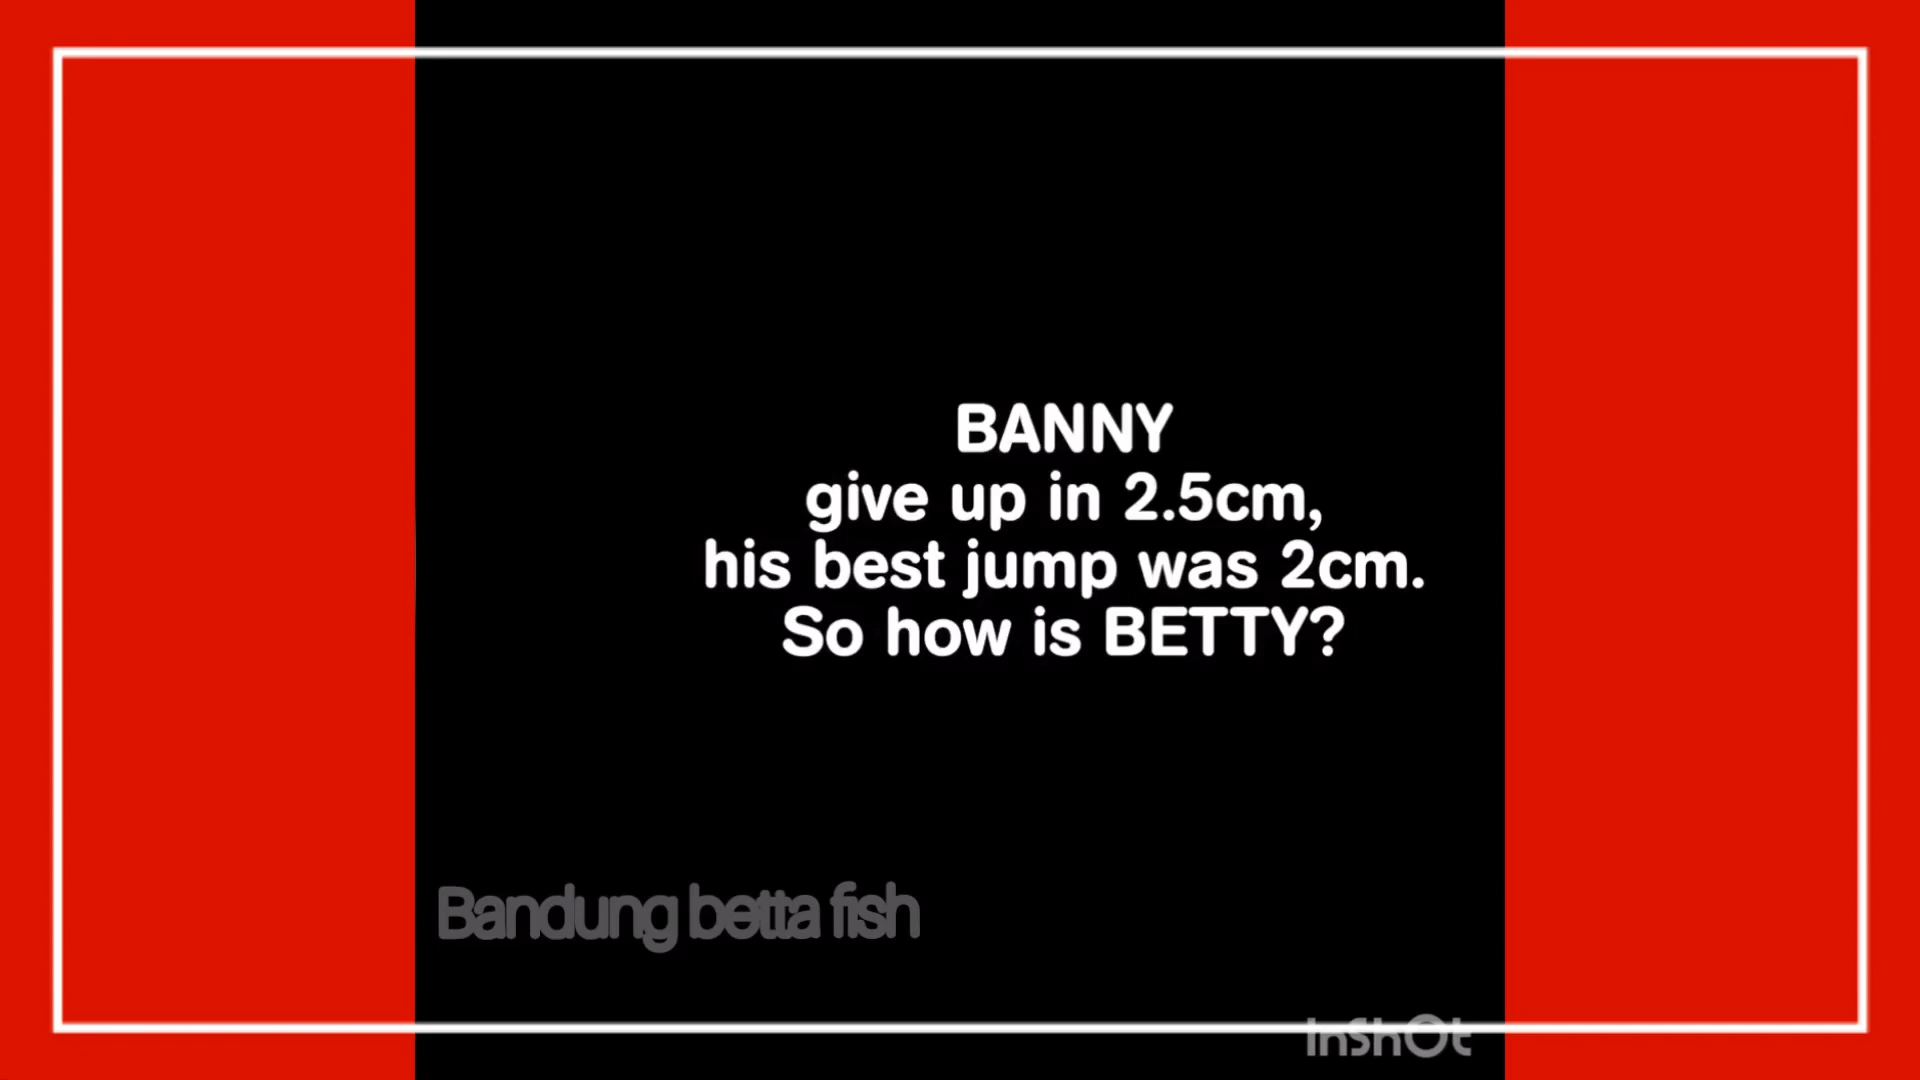 BANNY
give up in 2.5cm,
his best jump was 2cm.
So how is BETTY?
Bandung betta fish
InShOt